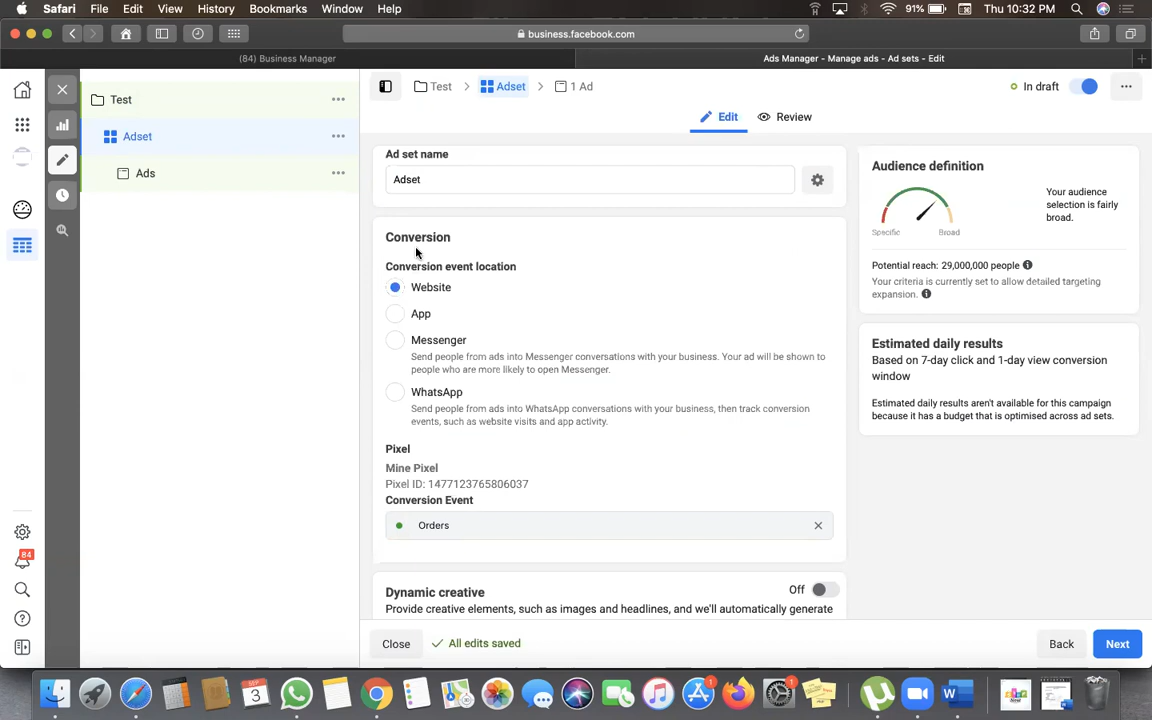 Safari File Edit View History Bookmarks Window Help 91% Thu 10:32 PM
business.facebook.com
(84) Business Manager Ads Manager - Manage ads - Ad sets - Edit
Test
Adset
Ads
Test > Adset > 1 Ad
In draft
Edit Review
Ad set name
Adset
Conversion
Conversion event location
Website
App
Messenger
Send people from ads into Messenger conversations with your business. Your ad will be shown to
people who are more likely to open Messenger.
WhatsApp
Send people from ads into WhatsApp conversations with your business, then track conversion
events, such as website visits and app activity.
Pixel
Mine Pixel
Pixel ID: 1477123765806037
Conversion Event
Orders
Dynamic creative Off
Provide creative elements, such as images and headlines, and we'll automatically generate
Audience definition
Your audience
selection is fairly
broad.
Specific Broad
Potential reach: 29,000,000 people
Your criteria is currently set to allow detailed targeting
expansion.
Estimated daily results
Based on 7-day click and 1-day view conversion
window
Estimated daily results aren't available for this campaign
because it has a budget that is optimised across ad sets.
84
Close All edits saved Back Next
SEP
3
1
1
W